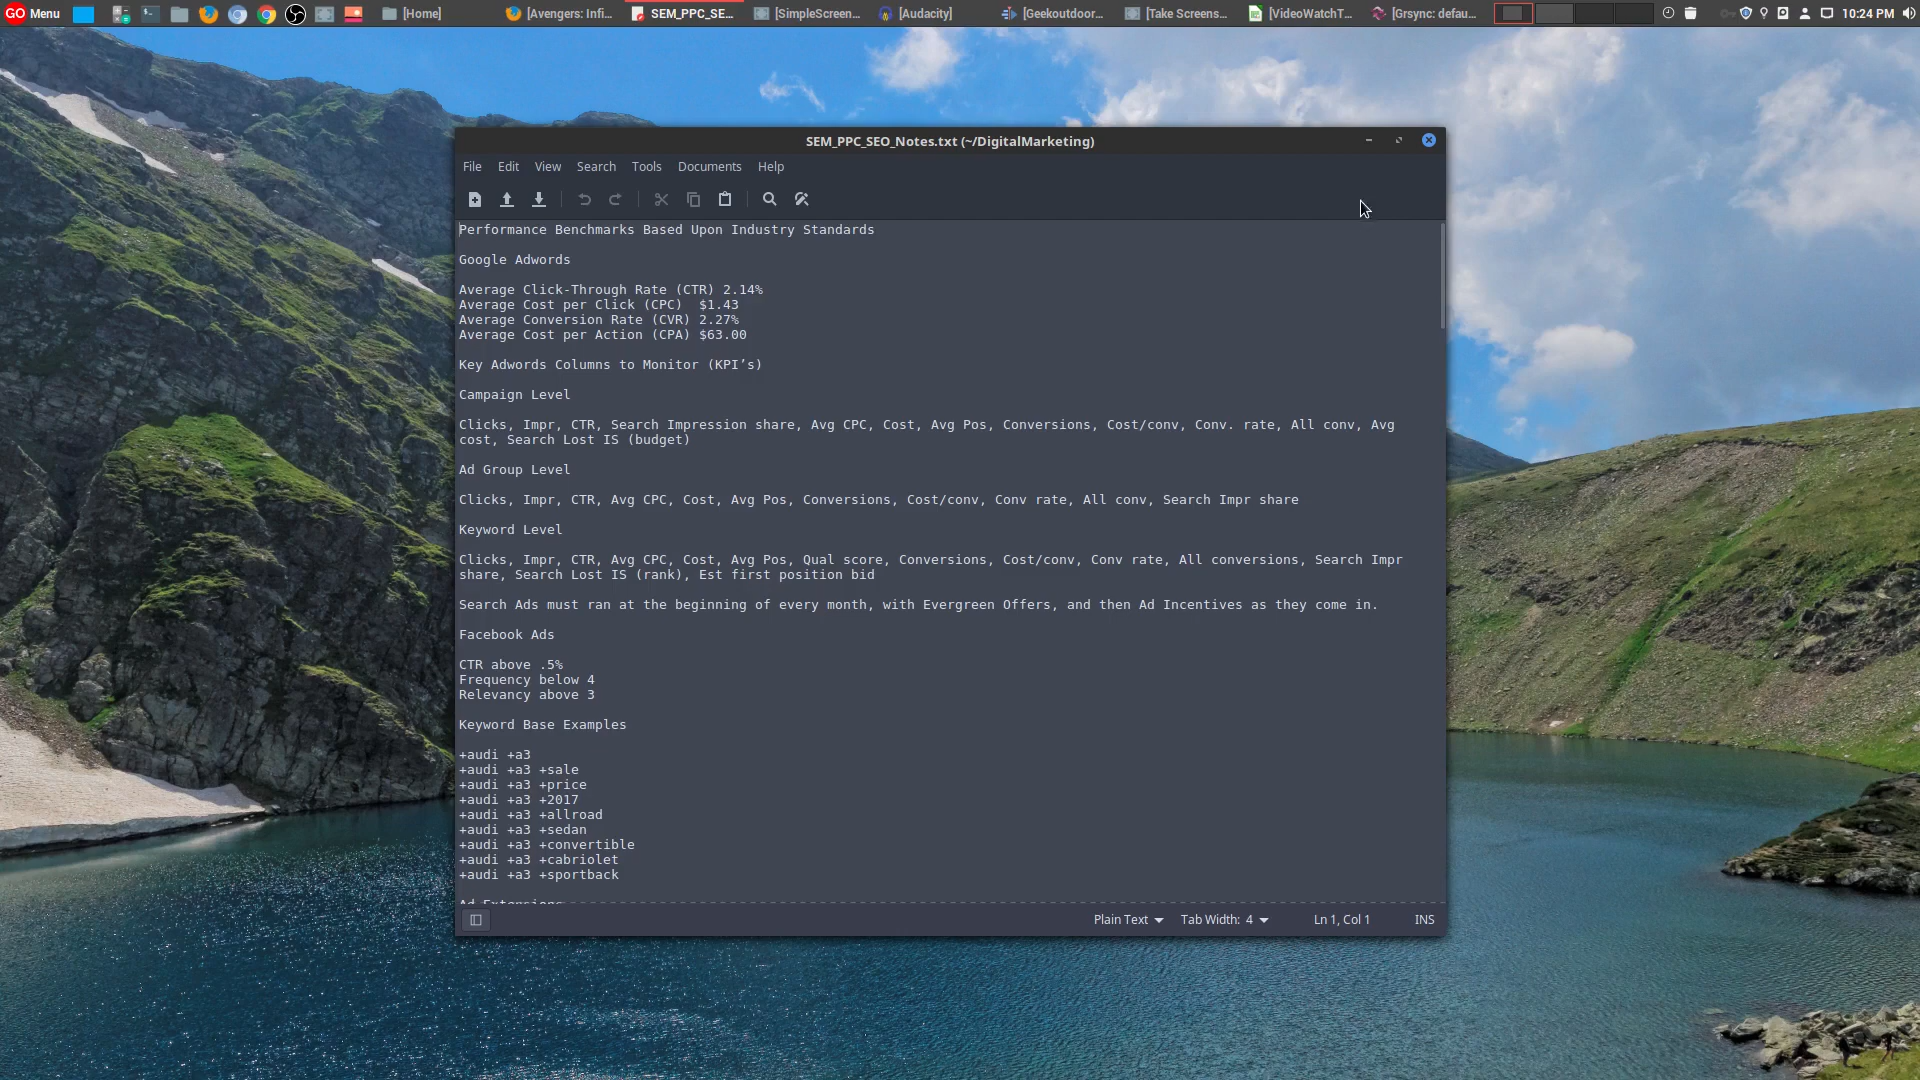 GO Menu
[Home]
[Avengers: Infi...
SEM_PPC_SE...
[SimpleScreen...
[Audacity]
[Geekoutdoor...
[Take Screens...
[VideoWatchT...
[Grsync: defau...
10:24 PM
SEM_PPC_SEO_Notes.txt (~/DigitalMarketing)
File Edit View Search Tools Documents Help
Performance Benchmarks Based Upon Industry Standards
Google Adwords
Average Click-Through Rate (CTR) 2.14%
Average Cost per Click (CPC)  $1.43
Average Conversion Rate (CVR) 2.27%
Average Cost per Action (CPA) $63.00
Key Adwords Columns to Monitor (KPI’s)
Campaign Level
Clicks, Impr, CTR, Search Impression share, Avg CPC, Cost, Avg Pos, Conversions, Cost/conv, Conv. rate, All conv, Avg
cost, Search Lost IS (budget)
Ad Group Level
Clicks, Impr, CTR, Avg CPC, Cost, Avg Pos, Conversions, Cost/conv, Conv rate, All conv, Search Impr share
Keyword Level
Clicks, Impr, CTR, Avg CPC, Cost, Avg Pos, Qual score, Conversions, Cost/conv, Conv rate, All conversions, Search Impr
share, Search Lost IS (rank), Est first position bid
Search Ads must ran at the beginning of every month, with Evergreen Offers, and then Ad Incentives as they come in.
Facebook Ads
CTR above .5%
Frequency below 4
Relevancy above 3
Keyword Base Examples
+audi +a3
+audi +a3 +sale
+audi +a3 +price
+audi +a3 +2017
+audi +a3 +allroad
+audi +a3 +sedan
+audi +a3 +convertible
+audi +a3 +cabriolet
+audi +a3 +sportback
Ad Extensions
Plain Text Tab Width: 4 Ln 1, Col 1 INS